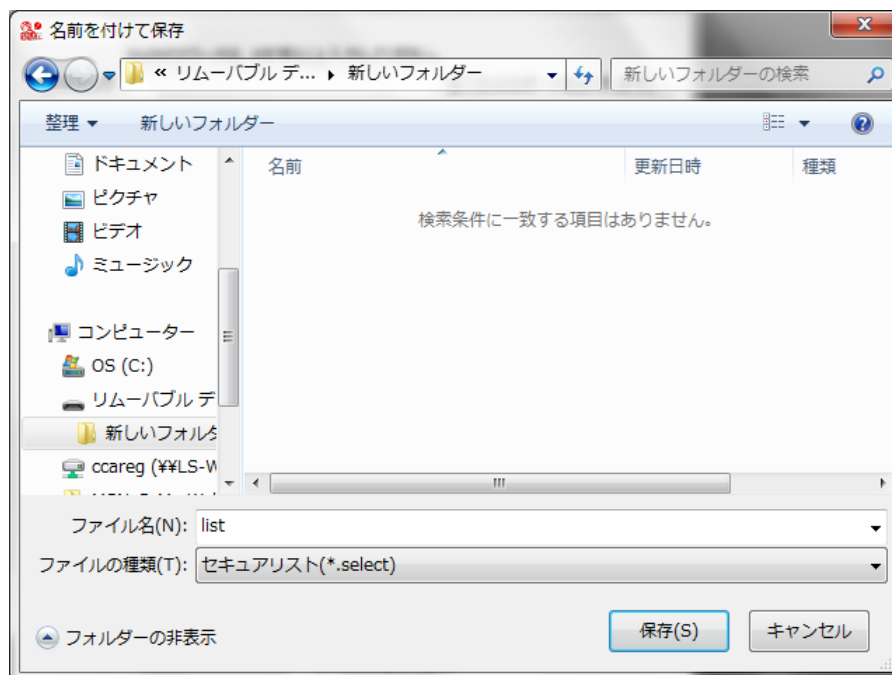 名前を付けて保存
« リムーバブル デ... 新しいフォルダー
新しいフォルダーの検索
整理 新しいフォルダー
名前 更新日時 種類
検索条件に一致する項目はありません。
ドキュメント
ピクチャ
ビデオ
ミュージック
コンピューター
OS (C:)
リムーバブル デ
新しいフォルダ
ccareg (¥¥LS-W
ファイル名(N): list
ファイルの種類(T): セキュアリスト(*.select)
フォルダーの非表示
保存(S) キャンセル